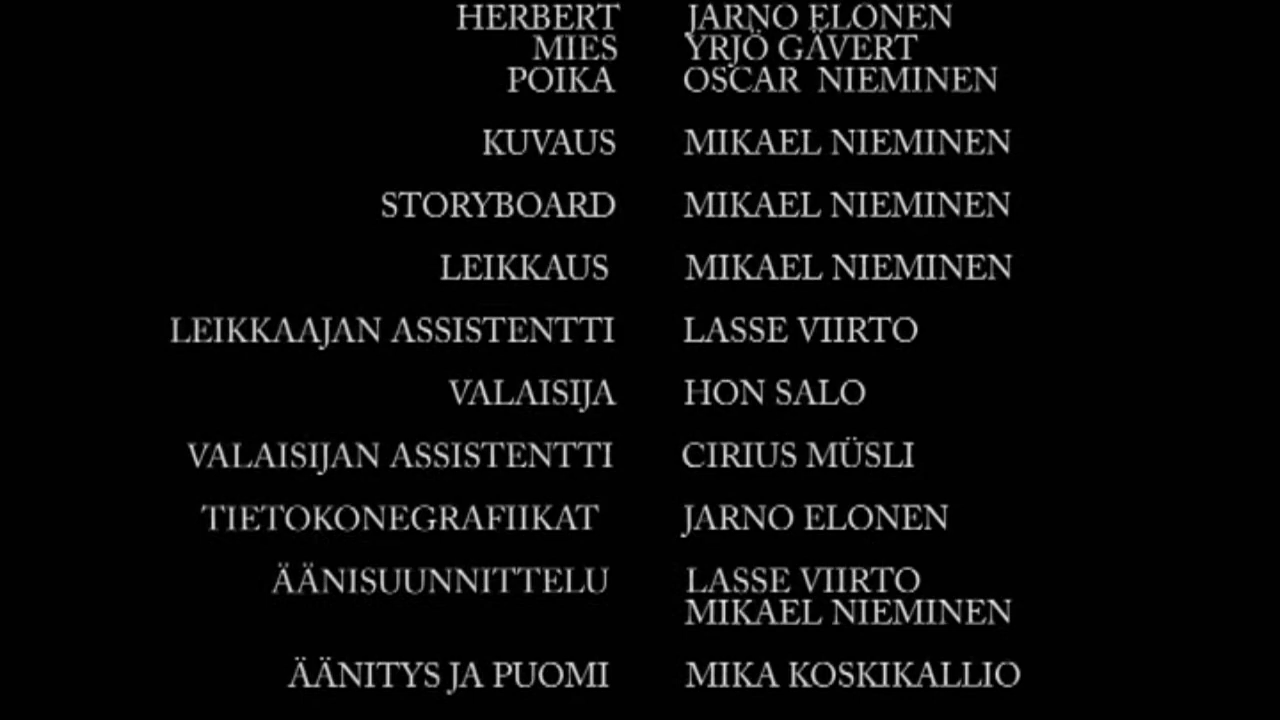 HERBERT JARNO ELONEN
MIES YRJÖ GÄVERT
POIKA OSCAR NIEMINEN
KUVAUS MIKAEL NIEMINEN
STORYBOARD MIKAEL NIEMINEN
LEIKKAUS MIKAEL NIEMINEN
LEIKKAAJAN ASSISTENTTI LASSE VIIRTO
VALAISIJA HON SALO
VALAISIJAN ASSISTENTTI CIRIUS MÜSLI
TIETOKONEGRAFIIKAT JARNO ELONEN
ÄÄNISUUNNITTELU LASSE VIIRTO
MIKAEL NIEMINEN
ÄÄNITYS JA PUOMI MIKA KOSKIKALLIO